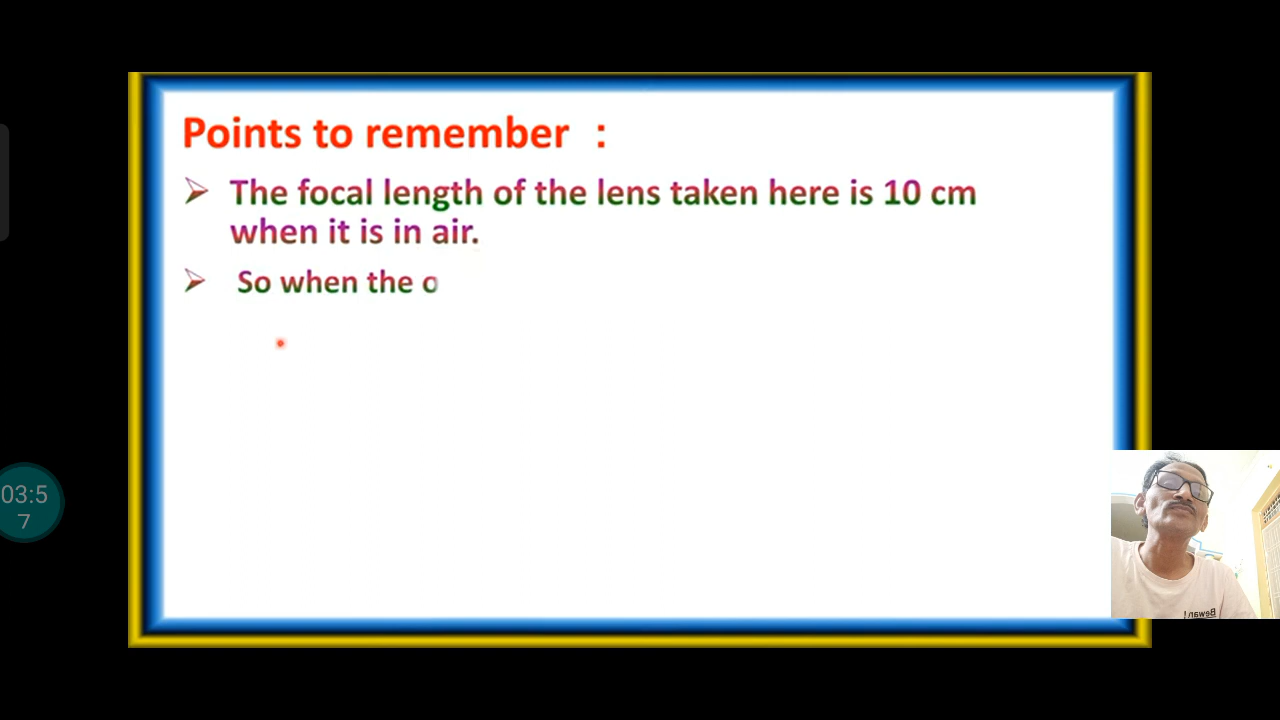 Points to remember :
➢ The focal length of the lens taken here is 10 cm
when it is in air.
➢ So when the o
03:5
7
Bewan!